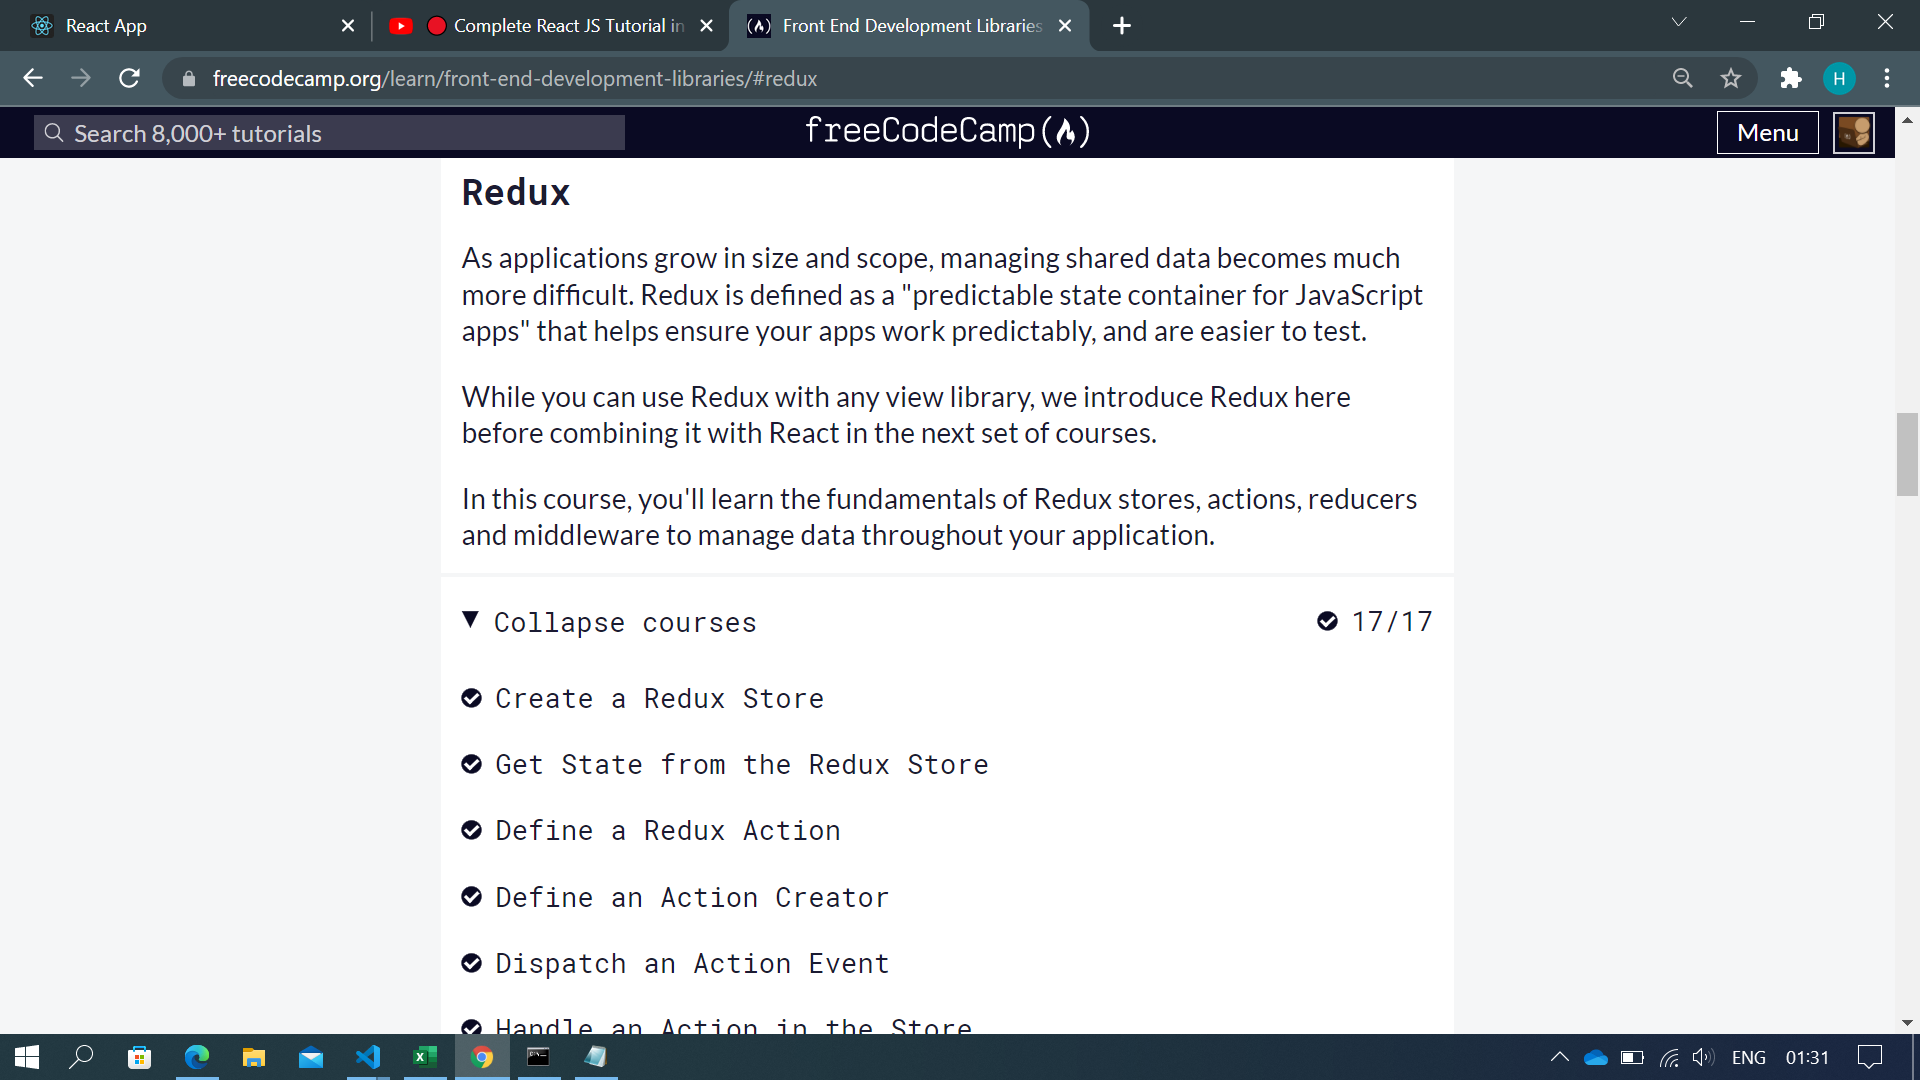 React App
Complete React JS Tutorial in
Front End Development Libraries
freecodecamp.org/learn/front-end-development-libraries/#redux
H
Search 8,000+ tutorials
freeCodeCamp
Menu
Redux
As applications grow in size and scope, managing shared data becomes much
more difficult. Redux is defined as a "predictable state container for JavaScript
apps" that helps ensure your apps work predictably, and are easier to test.
While you can use Redux with any view library, we introduce Redux here
before combining it with React in the next set of courses.
In this course, you'll learn the fundamentals of Redux stores, actions, reducers
and middleware to manage data throughout your application.
Collapse courses
17/17
Create a Redux Store
Get State from the Redux Store
Define a Redux Action
Define an Action Creator
Dispatch an Action Event
Handle an Action in the Store
ENG
01:31